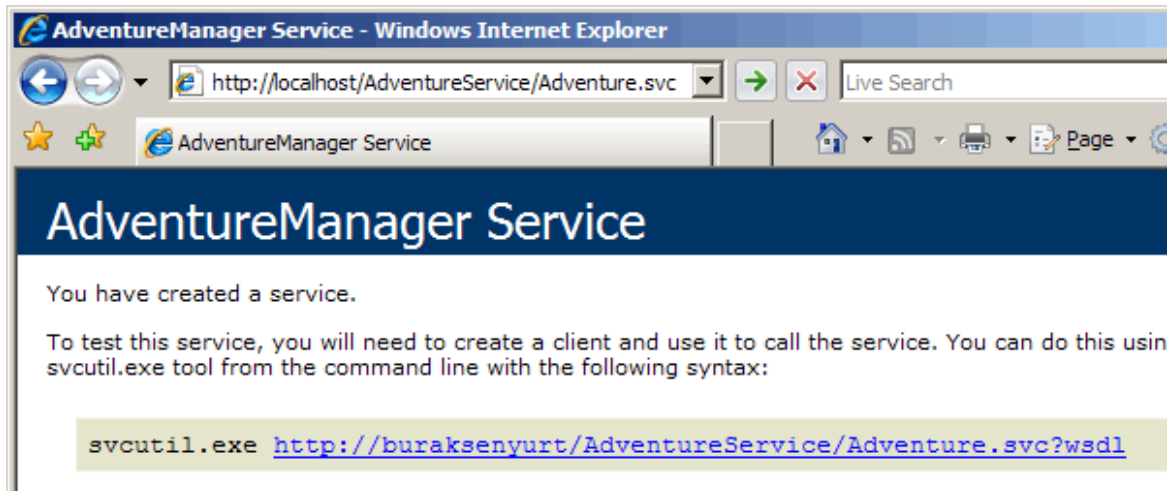 AdventureManager Service - Windows Internet Explorer
http://localhost/AdventureService/Adventure.svc
Live Search
AdventureManager Service
Page
AdventureManager Service
You have created a service.
To test this service, you will need to create a client and use it to call the service. You can do this usin
svcutil.exe tool from the command line with the following syntax:
svcutil.exe http://buraksenyurt/AdventureService/Adventure.svc?wsdl